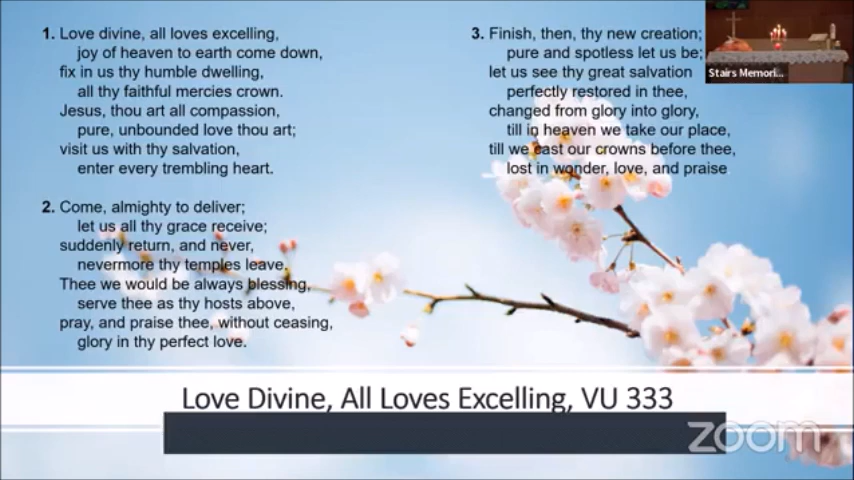 1. Love divine, all loves excelling,
joy of heaven to earth come down,
fix in us thy humble dwelling,
all thy faithful mercies crown.
Jesus, thou art all compassion,
pure, unbounded love thou art;
visit us with thy salvation,
enter every trembling heart.
2. Come, almighty to deliver;
let us all thy grace receive;
suddenly return, and never,
nevermore thy temples leave.
Thee we would be always blessing,
serve thee as thy hosts above,
pray, and praise thee, without ceasing,
glory in thy perfect love.
3. Finish, then, thy new creation;
pure and spotless let us be;
let us see thy great salvation
perfectly restored in thee,
changed from glory into glory,
till in heaven we take our place,
till we cast our crowns before thee,
lost in wonder, love, and praise.
Stairs Memori...
Love Divine, All Loves Excelling, VU 333
zoom